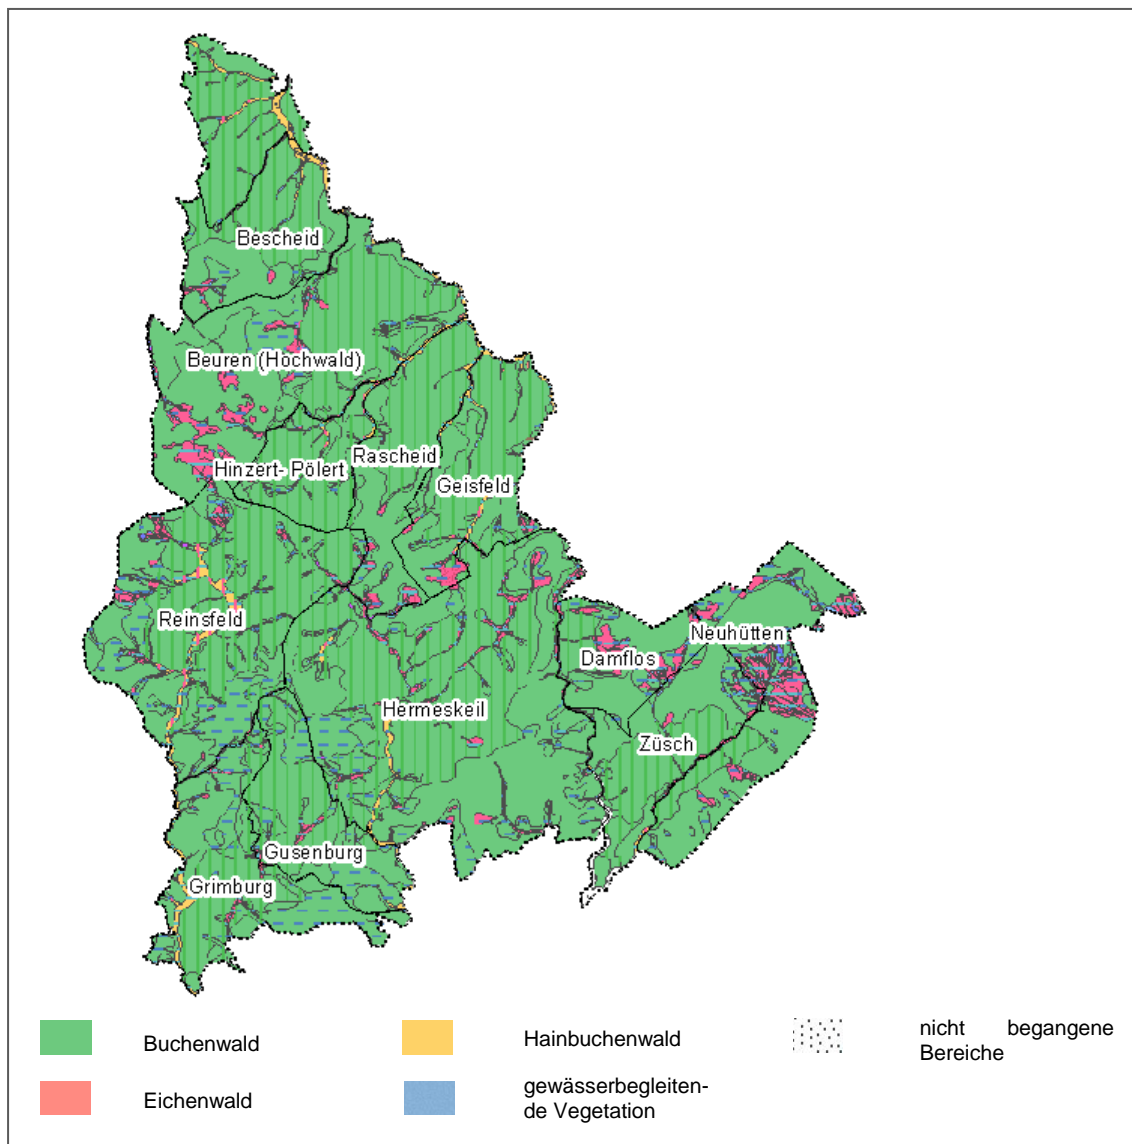 Bescheid
Beuren (Hochwald)
Rascheid
Hinzert- Pölert
Geisfeld
Reinsfeld
Neuhütten
Damflos
Hermeskeil
Züsch
Gusenburg
Grimburg
Buchenwald
Eichenwald
Hainbuchenwald
gewässerbegleiten-
de Vegetation
nicht begangene
Bereiche